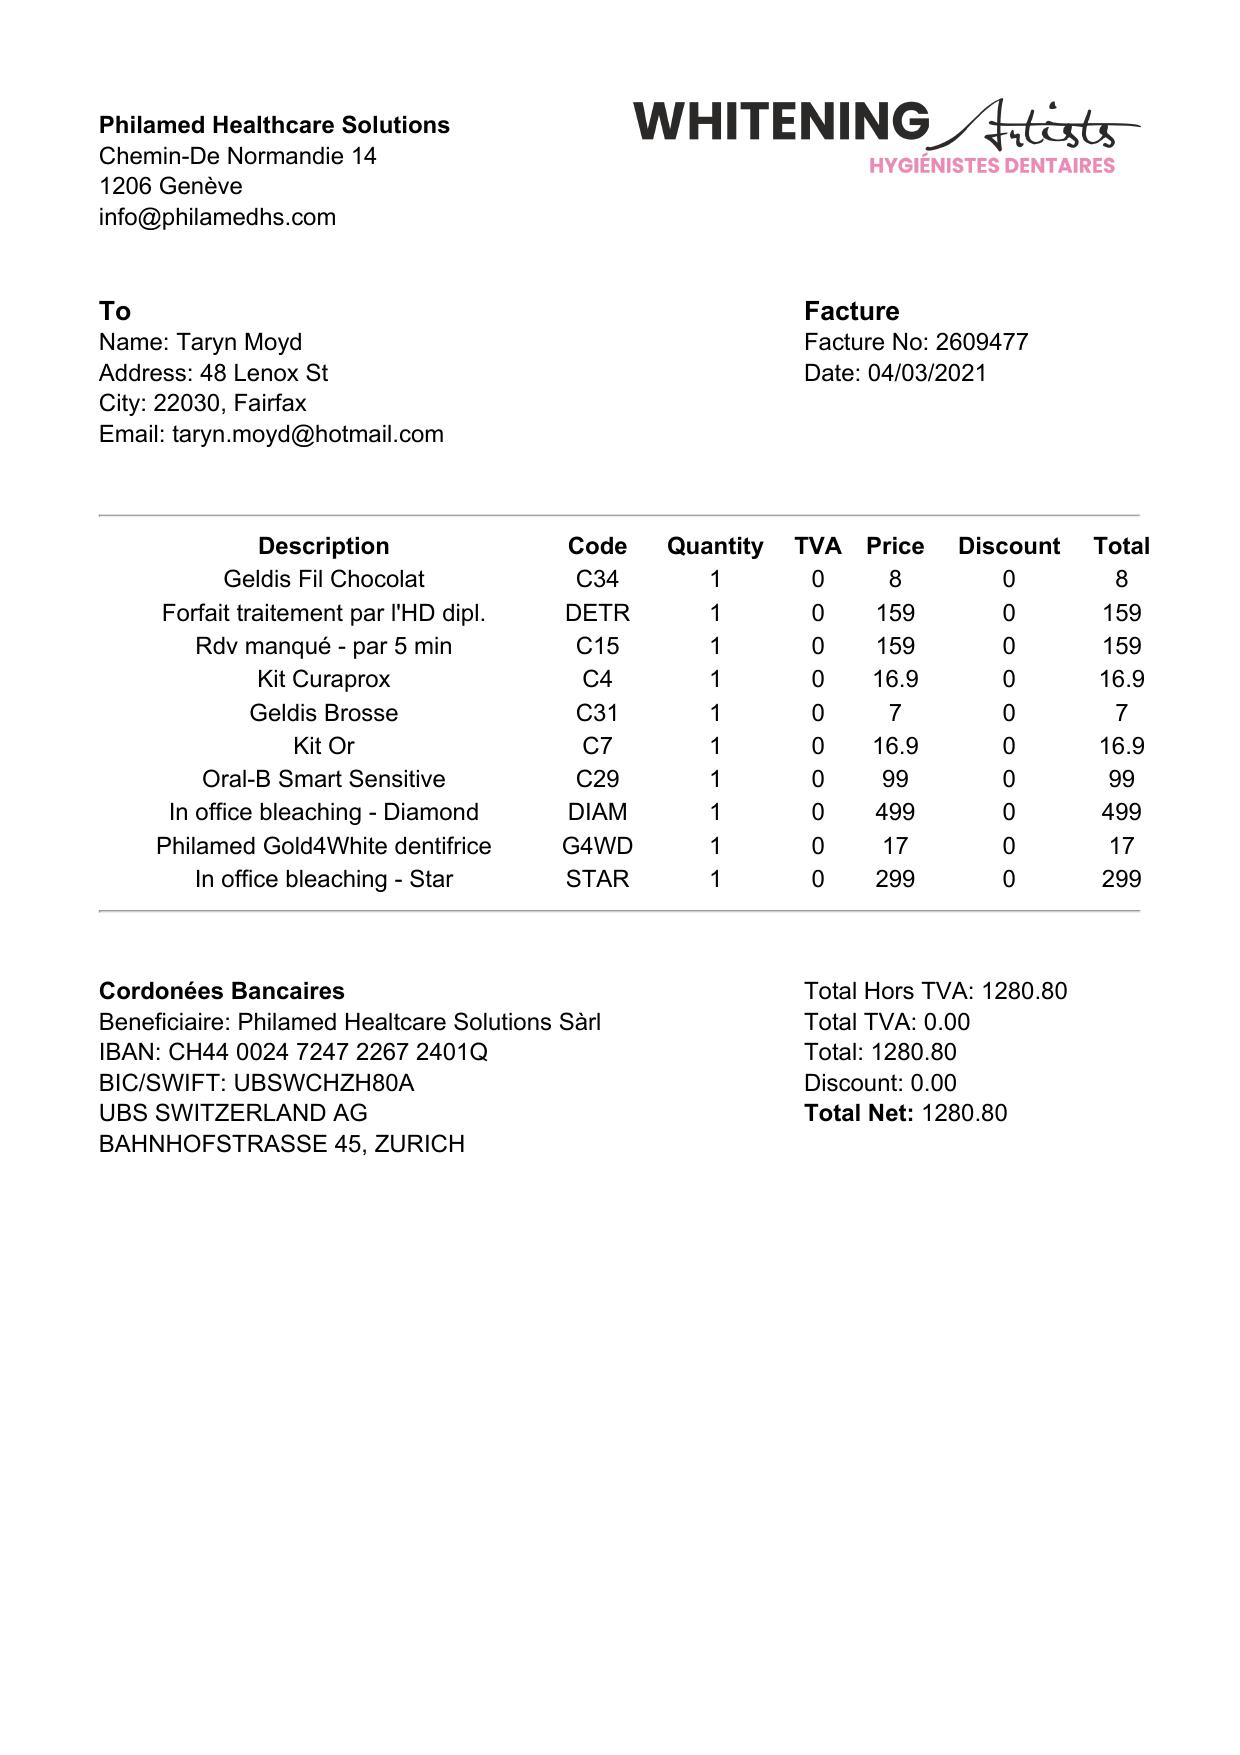 Philamed Healthcare Solutions
Chemin-De Normandie 14
1206 Genève
info@philamedhs.com
WHITENING Artists
HYGIÉNISTES DENTAIRES
To
Name: Taryn Moyd
Address: 48 Lenox St
City: 22030, Fairfax
Email: taryn.moyd@hotmail.com
Facture
Facture No: 2609477
Date: 04/03/2021
Description Code Quantity TVA Price Discount Total
Geldis Fil Chocolat C34 1 0 8 0 8
Forfait traitement par l'HD dipl. DETR 1 0 159 0 159
Rdv manqué - par 5 min C15 1 0 159 0 159
Kit Curaprox C4 1 0 16.9 0 16.9
Geldis Brosse C31 1 0 7 0 7
Kit Or C7 1 0 16.9 0 16.9
Oral-B Smart Sensitive C29 1 0 99 0 99
In office bleaching - Diamond DIAM 1 0 499 0 499
Philamed Gold4White dentifrice G4WD 1 0 17 0 17
In office bleaching - Star STAR 1 0 299 0 299
Cordonées Bancaires
Beneficiaire: Philamed Healtcare Solutions Sàrl
IBAN: CH44 0024 7247 2267 2401Q
BIC/SWIFT: UBSWCHZH80A
UBS SWITZERLAND AG
BAHNHOFSTRASSE 45, ZURICH
Total Hors TVA: 1280.80
Total TVA: 0.00
Total: 1280.80
Discount: 0.00
Total Net: 1280.80